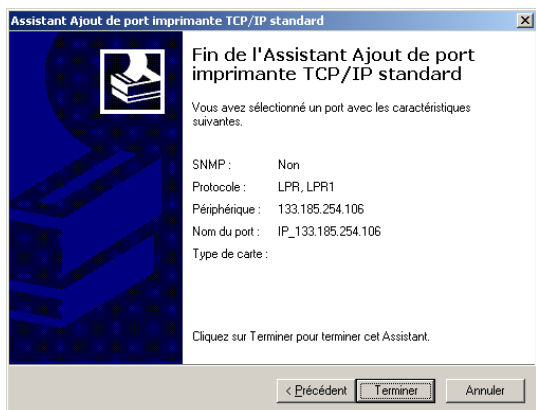 Assistant Ajout de port imprimante TCP/IP standard
Fin de l'Assistant Ajout de port
imprimante TCP/IP standard
Vous avez sélectionné un port avec les caractéristiques
suivantes.
SNMP : Non
Protocole : LPR, LPR1
Périphérique : 133.185.254.106
Nom du port : IP_133.185.254.106
Type de carte :
Cliquez sur Terminer pour terminer cet Assistant.
< Précédent Terminer Annuler